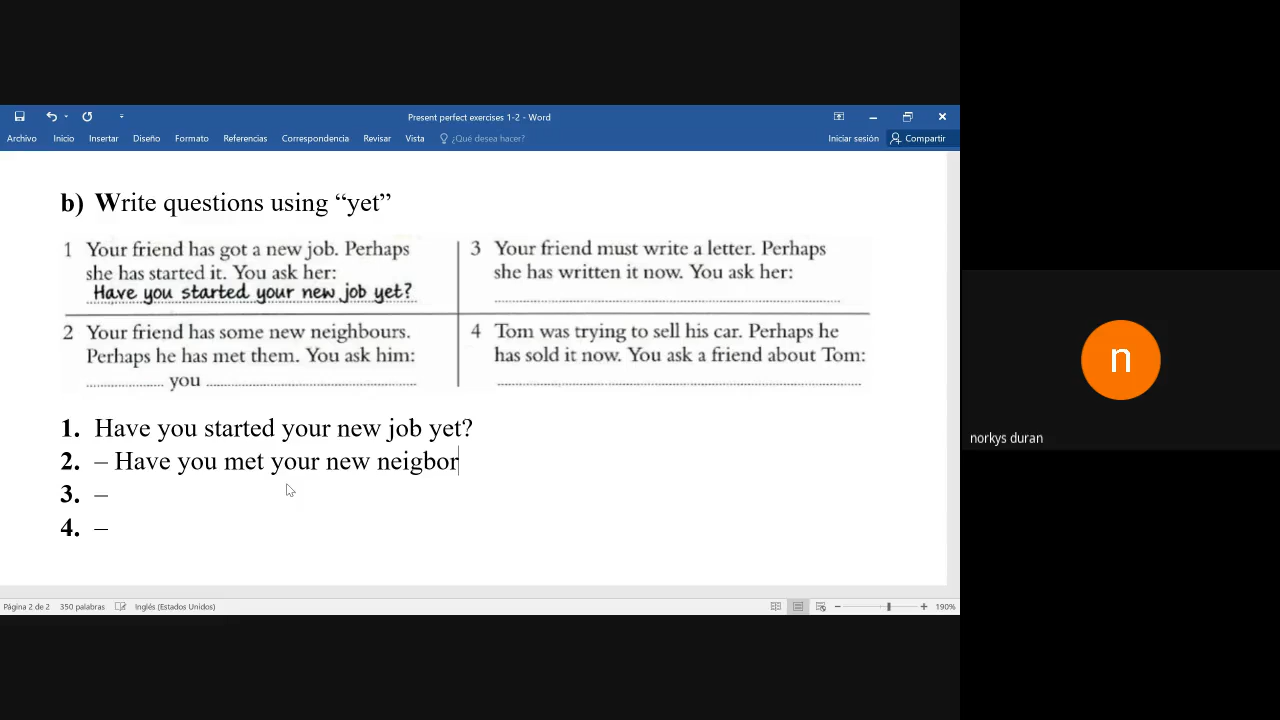 Present perfect exercises 1-2 - Word
Archivo Inicio Insertar Diseño Formato Referencias Correspondencia Revisar Vista ¿Qué desea hacer? Iniciar sesión Compartir
b) Write questions using “yet”
1 Your friend has got a new job. Perhaps
she has started it. You ask her:
Have you started your new job yet?
2 Your friend has some new neighbours.
Perhaps he has met them. You ask him:
.................... you ........................................................
3 Your friend must write a letter. Perhaps
she has written it now. You ask her:
..........................................................................................
4 Tom was trying to sell his car. Perhaps he
has sold it now. You ask a friend about Tom:
...............................................................................................
1. Have you started your new job yet?
2. – Have you met your new neigbor
3. –
4. –
n
norkys duran
Página 2 de 2 350 palabras Inglés (Estados Unidos) 190%